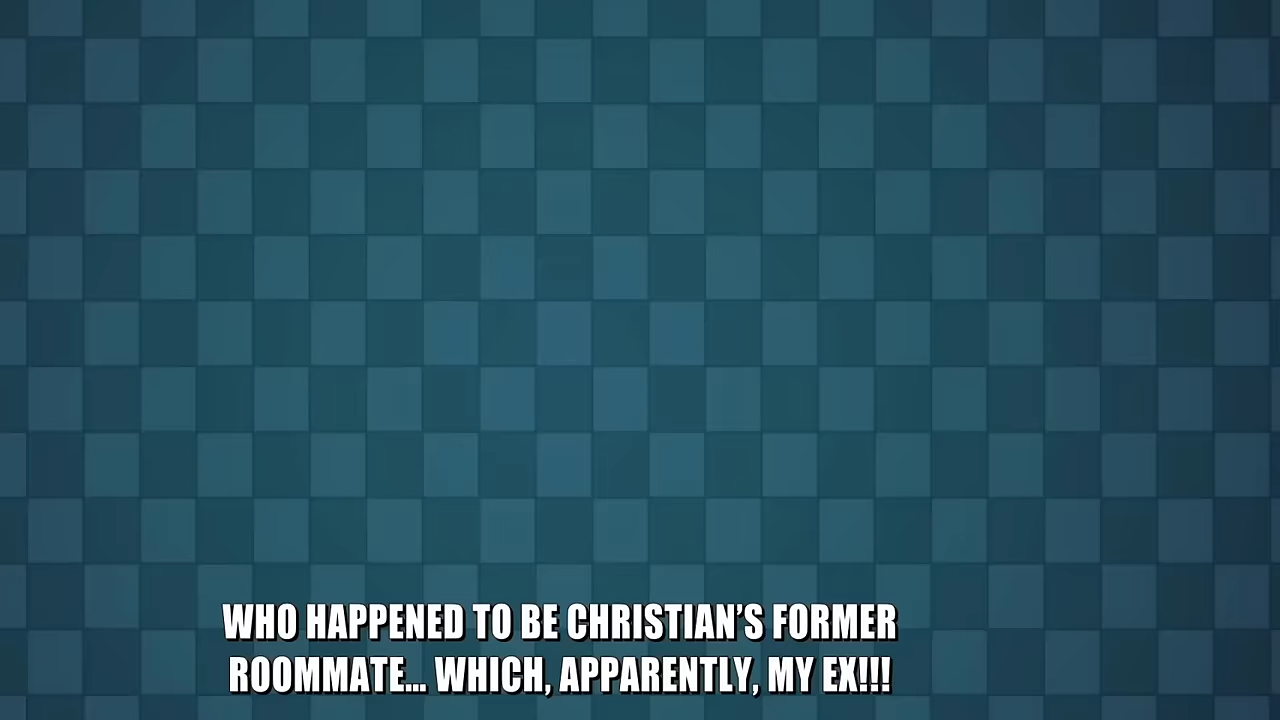 WHO HAPPENED TO BE CHRISTIAN’S FORMER
ROOMMATE... WHICH, APPARENTLY, MY EX!!!